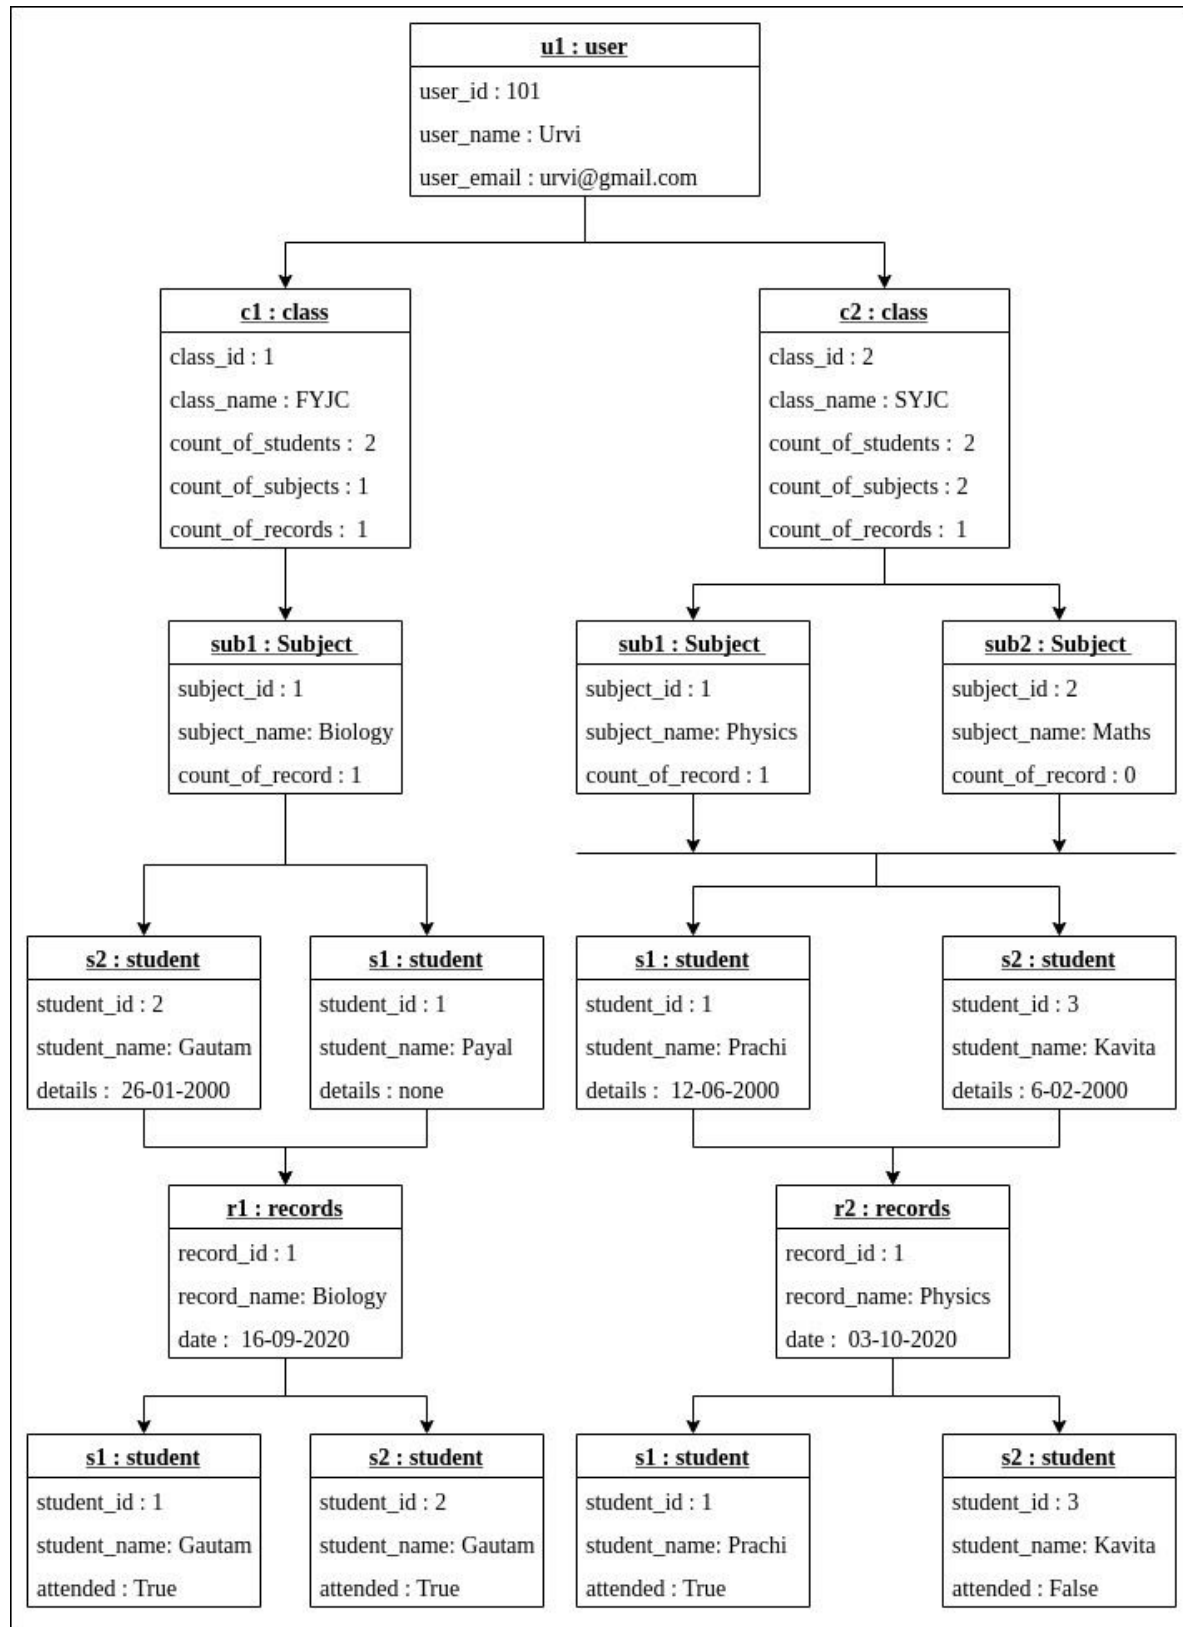 u1 : user
user_id : 101
user_name : Urvi
user_email : urvi@gmail.com
c1 : class
class_id : 1
class_name : FYJC
count_of_students :  2
count_of_subjects : 1
count_of_records :  1
c2 : class
class_id : 2
class_name : SYJC
count_of_students :  2
count_of_subjects : 2
count_of_records :  1
sub1 : Subject
subject_id : 1
subject_name: Biology
count_of_record : 1
sub1 : Subject
subject_id : 1
subject_name: Physics
count_of_record : 1
sub2 : Subject
subject_id : 2
subject_name: Maths
count_of_record : 0
s2 : student
student_id : 2
student_name: Gautam
details :  26-01-2000
s1 : student
student_id : 1
student_name: Payal
details : none
s1 : student
student_id : 1
student_name: Prachi
details :  12-06-2000
s2 : student
student_id : 3
student_name: Kavita
details : 6-02-2000
r1 : records
record_id : 1
record_name: Biology
date :  16-09-2020
r2 : records
record_id : 1
record_name: Physics
date :  03-10-2020
s1 : student
student_id : 1
student_name: Gautam
attended : True
s2 : student
student_id : 2
student_name: Gautam
attended : True
s1 : student
student_id : 1
student_name: Prachi
attended : True
s2 : student
student_id : 3
student_name: Kavita
attended : False